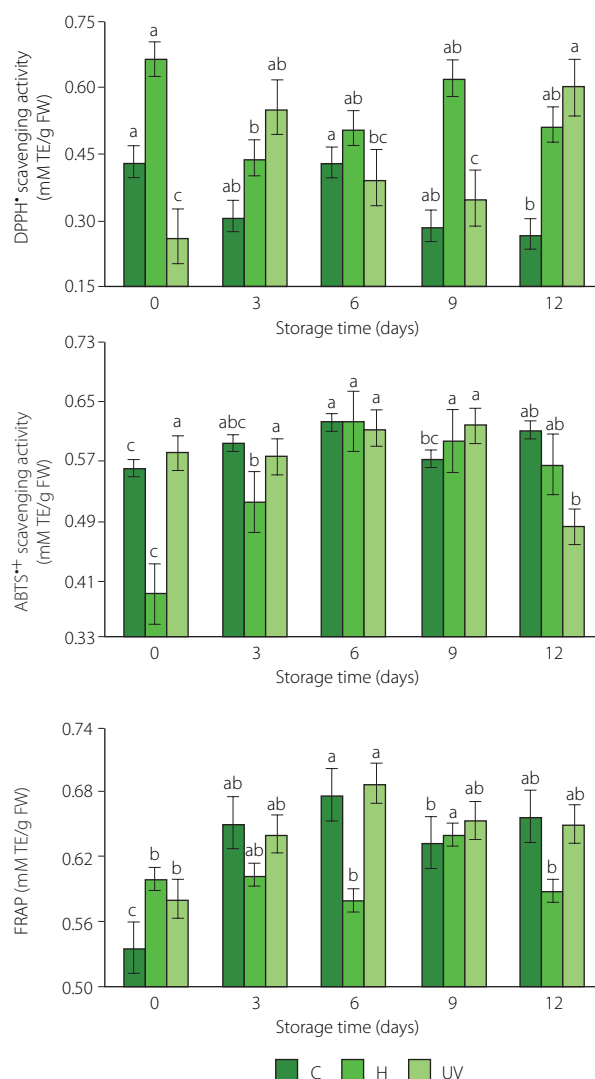 DPPH• scavenging activity
(mM TE/g FW)
0.75
0.60
0.45
0.30
0.15
a a c
ab b ab
a ab bc
ab ab c
b ab a
0 3 6 9 12
Storage time (days)
ABTS•+ scavenging activity
(mM TE/g FW)
0.73
0.65
0.57
0.49
0.41
0.33
c c a
abc b a
a a a
bc a a
ab ab b
0 3 6 9 12
Storage time (days)
FRAP (mM TE/g FW)
0.74
0.68
0.62
0.56
0.50
c b b
ab ab ab
a b a
b a ab
ab b ab
0 3 6 9 12
Storage time (days)
C H UV